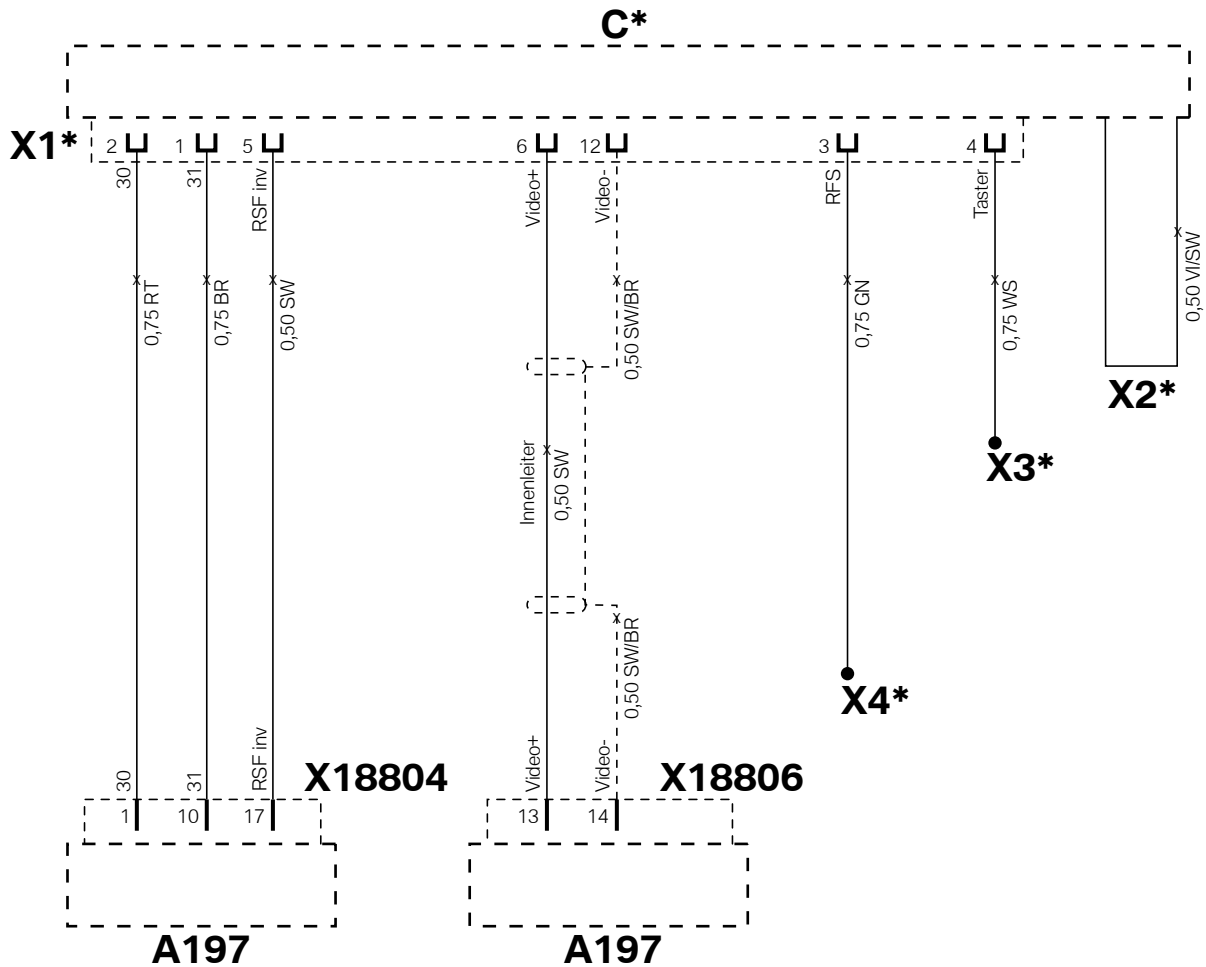 C*
X1*
2
1
5
6
12
3
4
30
31
RSF inv
Video+
Video-
RFS
Taster
0,75 RT
0,75 BR
0,50 SW
0,50 SW/BR
0,75 GN
0,75 WS
0,50 VI/SW
X2*
Innenleiter
0,50 SW
X3*
0,50 SW/BR
X4*
30
31
RSF inv
X18804
Video+
Video-
X18806
1
10
17
13
14
A197
A197